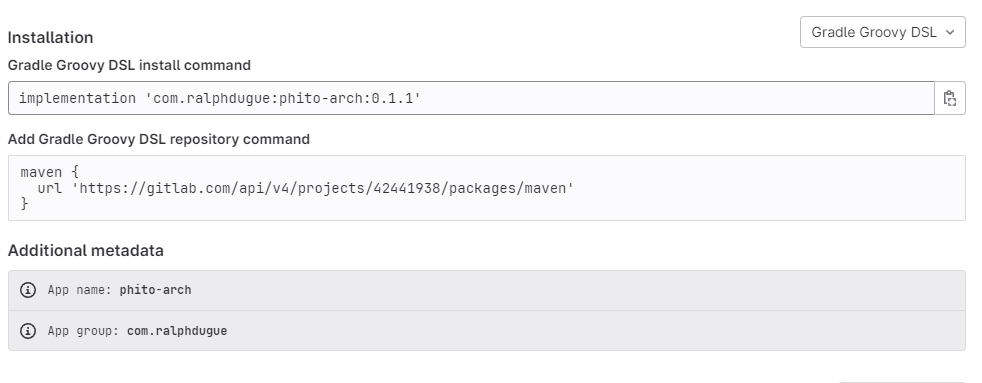 Gradle Groovy DSL
Installation
Gradle Groovy DSL install command
implementation 'com.ralphdugue:phito-arch:0.1.1'
Add Gradle Groovy DSL repository command
maven {
  url 'https://gitlab.com/api/v4/projects/42441938/packages/maven'
}
Additional metadata
App name: phito-arch
App group: com.ralphdugue